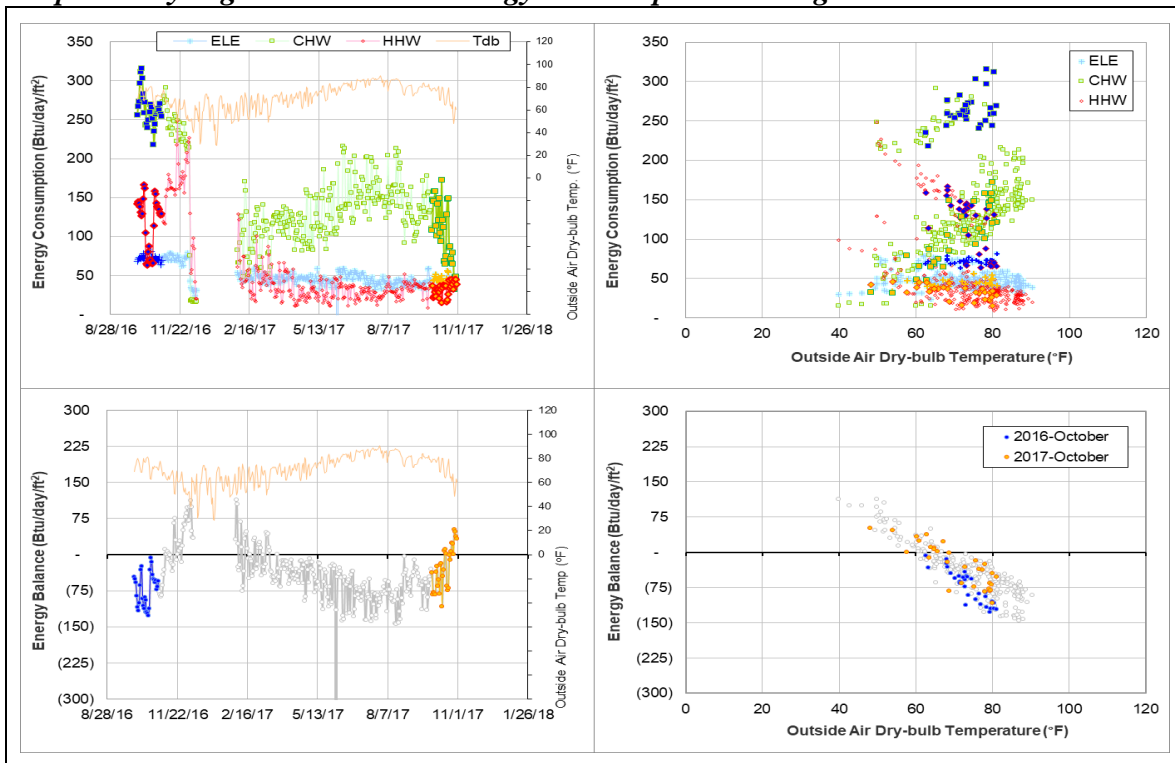 ELE CHW HHW Tdb
Energy Consumption (Btu/day/ft²)
350
300
250
200
150
100
50
-
120
100
80
60
40
20
0
Outside Air Dry-bulb Temp. (°F)
8/28/16 11/22/16 2/16/17 5/13/17 8/7/17 11/1/17 1/26/18
ELE
CHW
HHW
Energy Consumption (Btu/day/ft²)
350
300
250
200
150
100
50
-
0 20 40 60 80 100 120
Outside Air Dry-bulb Temperature (°F)
Energy Balance (Btu/day/ft²)
300
225
150
75
-
(75)
(150)
(225)
(300)
120
100
80
60
40
20
0
Outside Air Dry-bulb Temp (°F)
8/28/16 11/22/16 2/16/17 5/13/17 8/7/17 11/1/17 1/26/18
2016-October
2017-October
Energy Balance (Btu/day/ft²)
300
225
150
75
-
(75)
(150)
(225)
(300)
0 20 40 60 80 100 120
Outside Air Dry-bulb Temperature (°F)